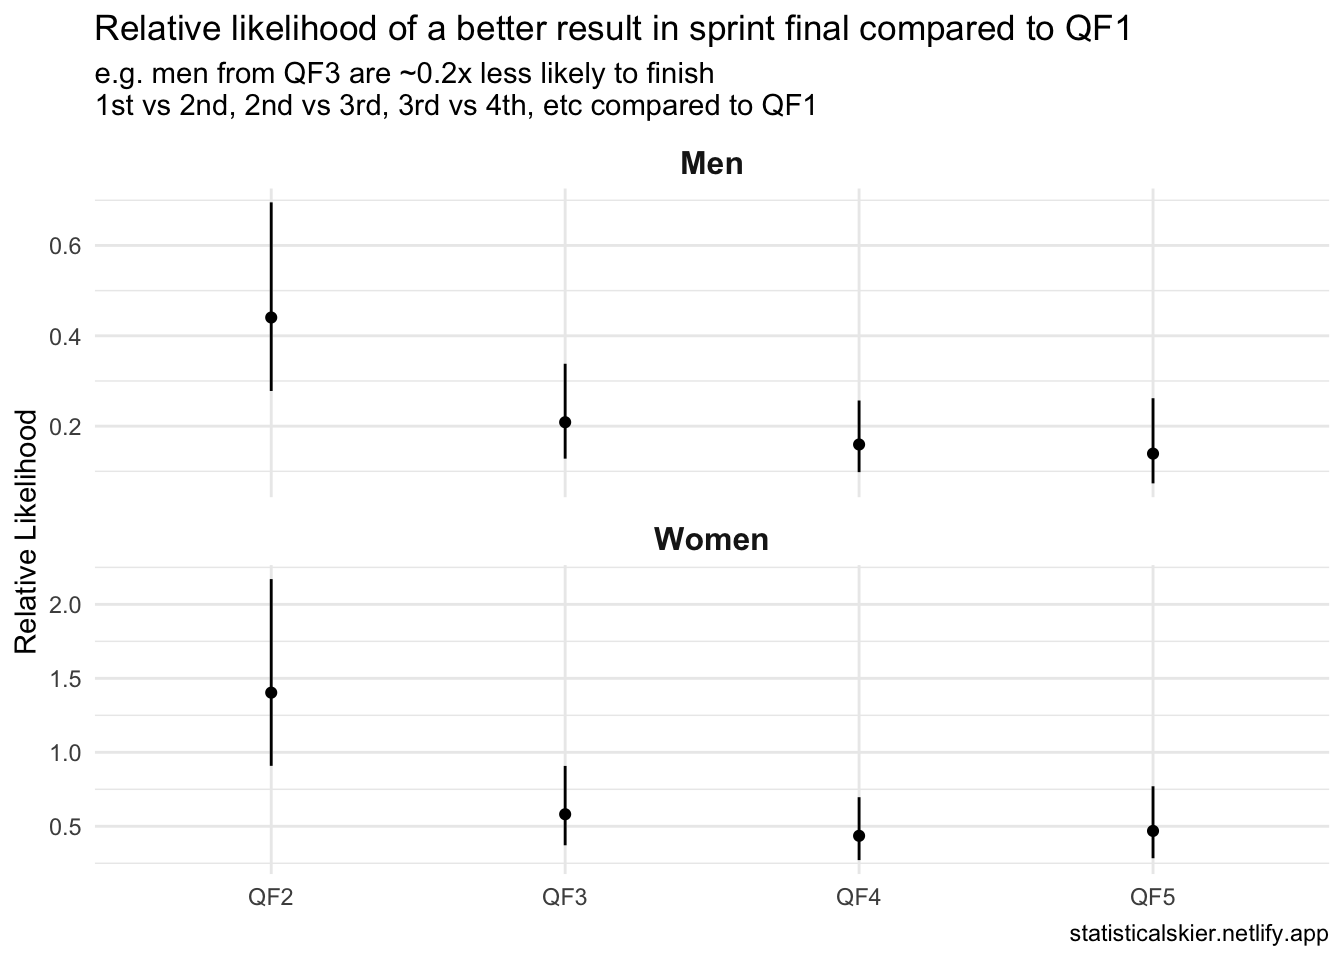 Relative likelihood of a better result in sprint final compared to QF1
e.g. men from QF3 are ~0.2x less likely to finish
1st vs 2nd, 2nd vs 3rd, 3rd vs 4th, etc compared to QF1
Men
0.6
0.4
0.2
Relative Likelihood
Women
2.0
1.5
1.0
0.5
QF2 QF3 QF4 QF5
statisticalskier.netlify.app